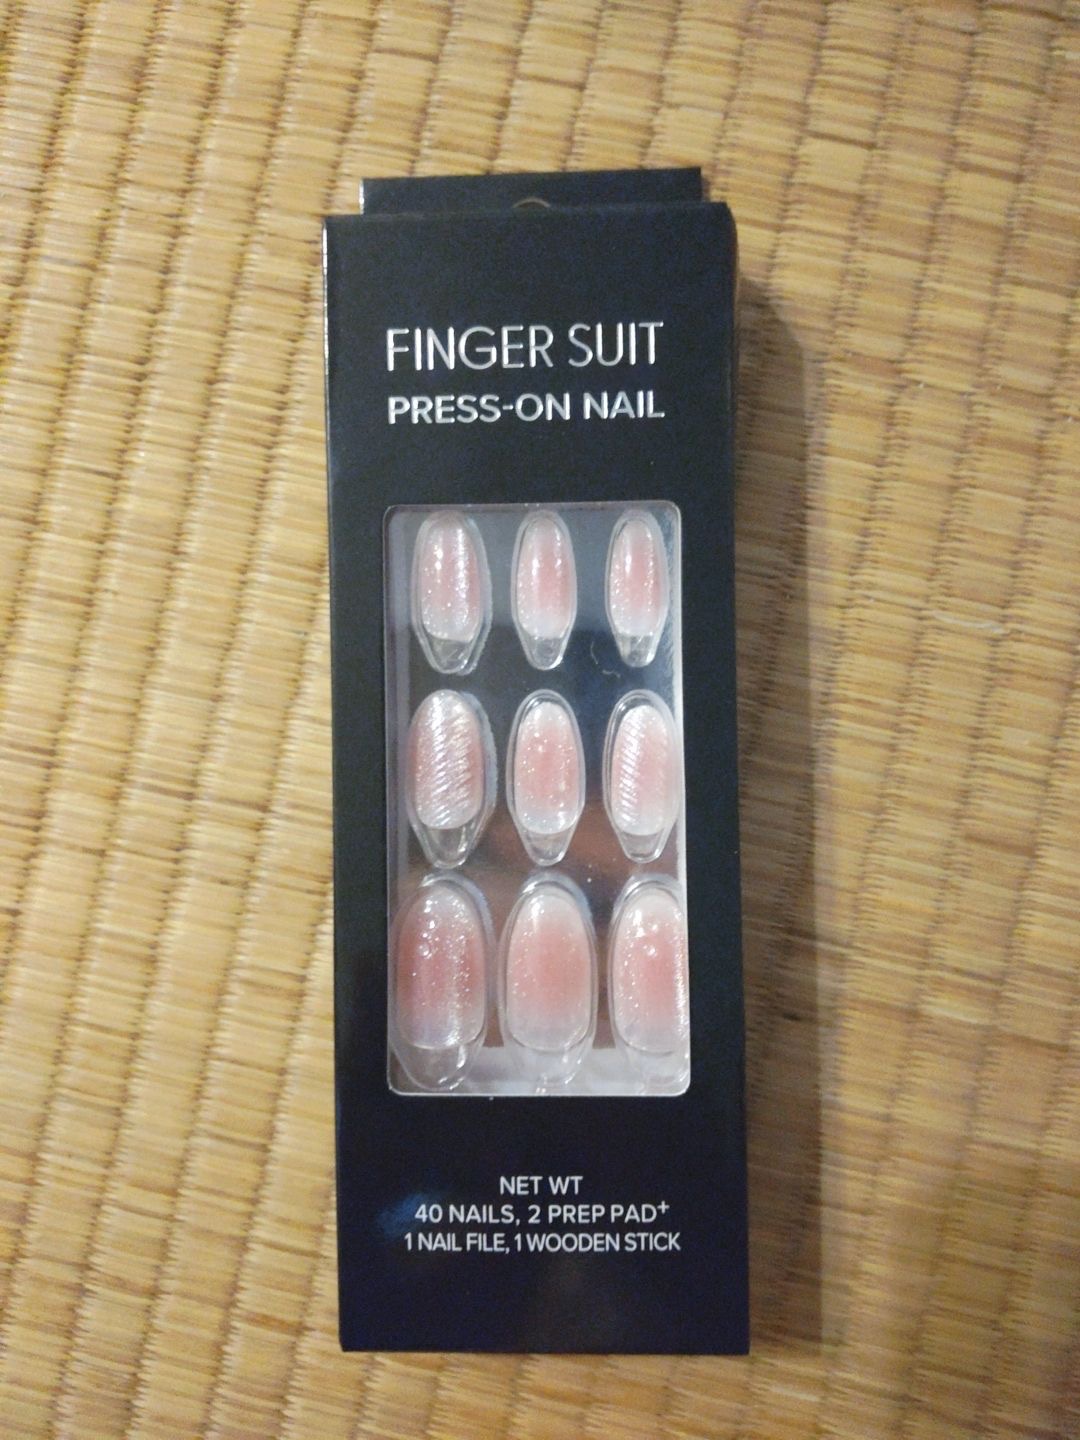 FINGER SUIT
PRESS-ON NAIL
NET WT
40 NAILS, 2 PREP PAD+
1 NAIL FILE, 1 WOODEN STICK